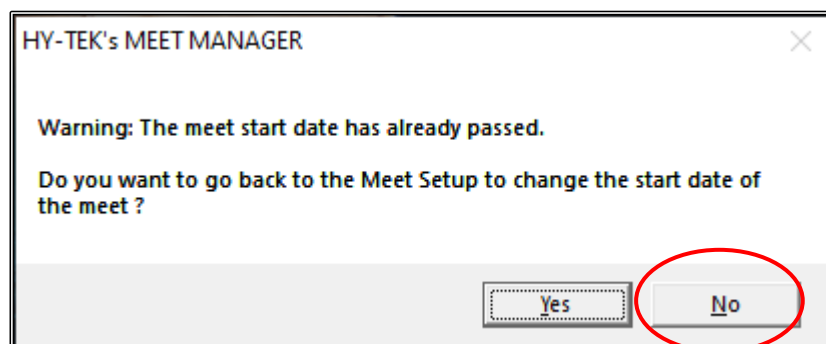 HY-TEK's MEET MANAGER
Warning: The meet start date has already passed.
Do you want to go back to the Meet Setup to change the start date of
the meet ?
Yes No